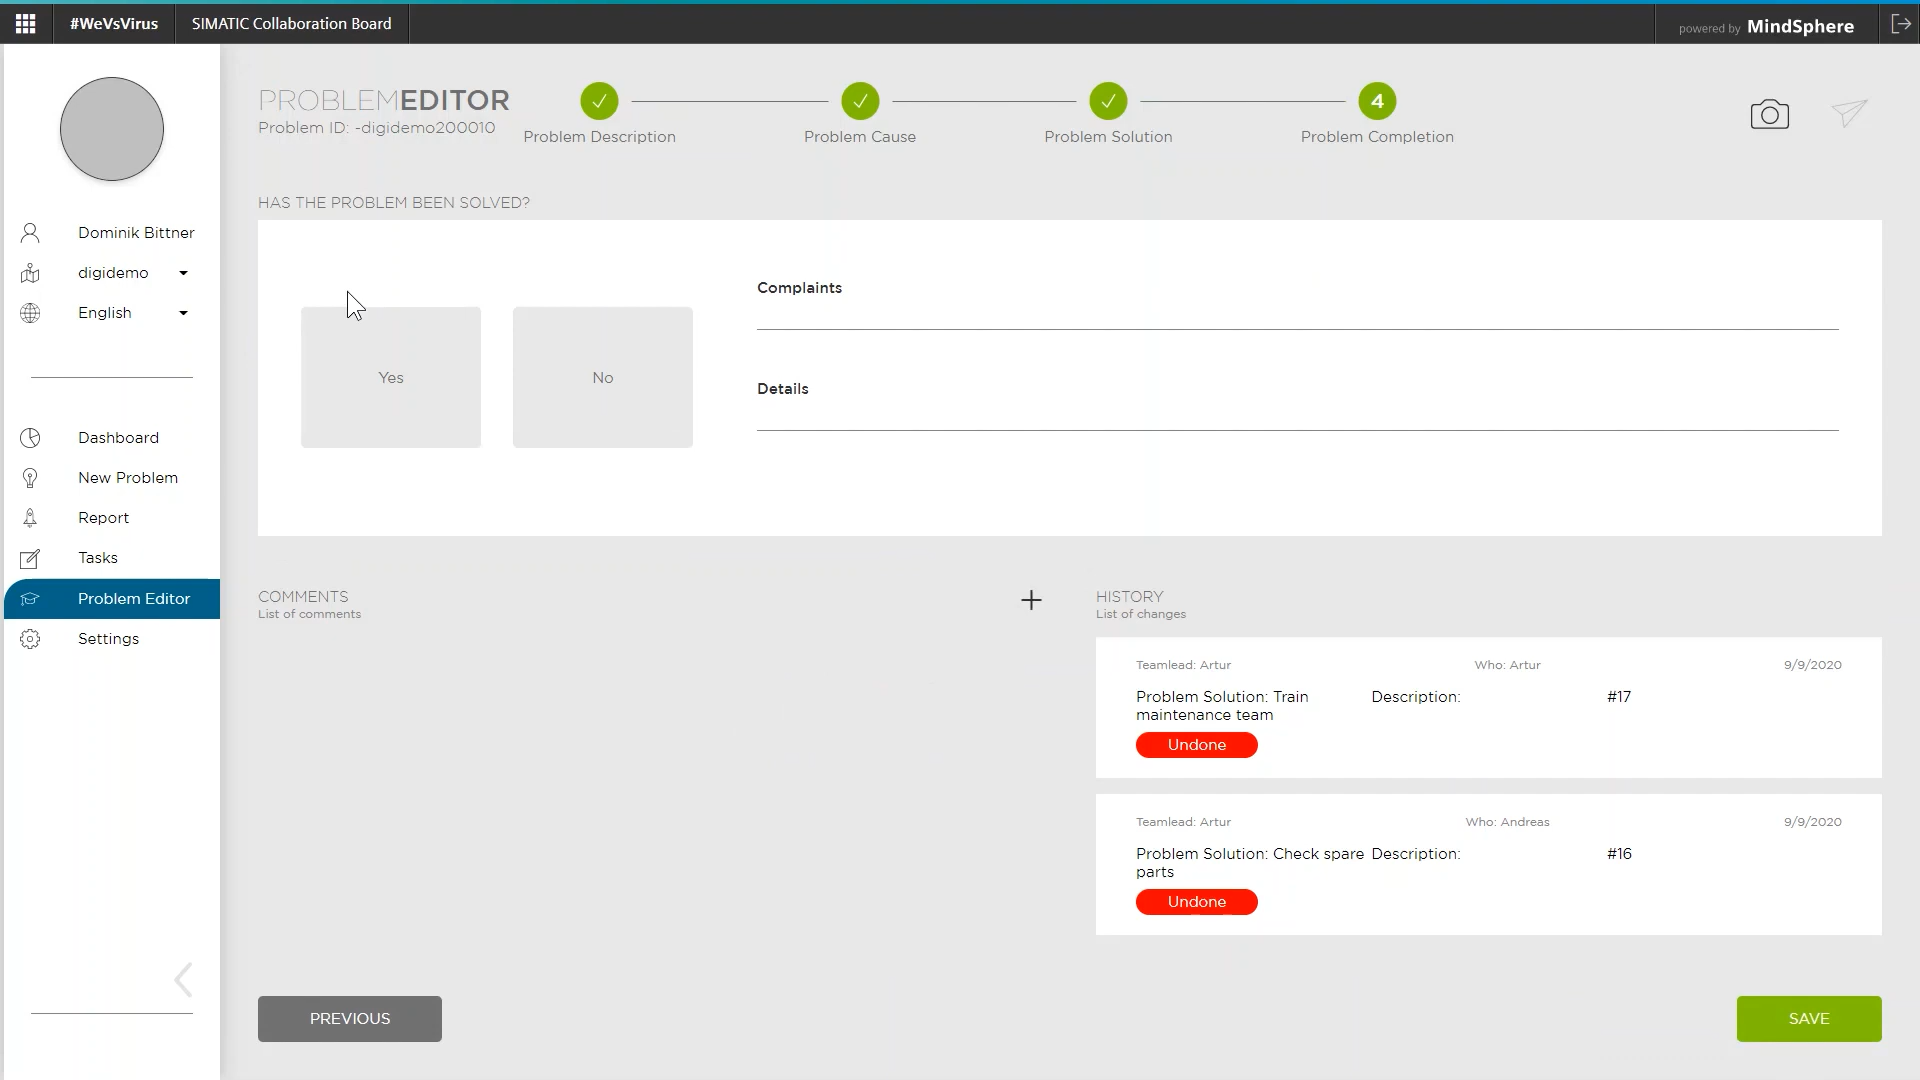 #WeVsVirus
SIMATIC Collaboration Board
powered by MindSphere
PROBLEMEDITOR
Problem ID: -digidemo200010
Problem Description
Problem Cause
Problem Solution
4
Problem Completion
Dominik Bittner
digidemo
English
Dashboard
New Problem
Report
Tasks
Problem Editor
Settings
HAS THE PROBLEM BEEN SOLVED?
Yes
No
Complaints
Details
COMMENTS
List of comments
HISTORY
List of changes
Teamlead: Artur
Who: Artur
9/9/2020
Problem Solution: Train
maintenance team
Description:
#17
Undone
Teamlead: Artur
Who: Andreas
9/9/2020
Problem Solution: Check spare
parts
Description:
#16
Undone
PREVIOUS
SAVE